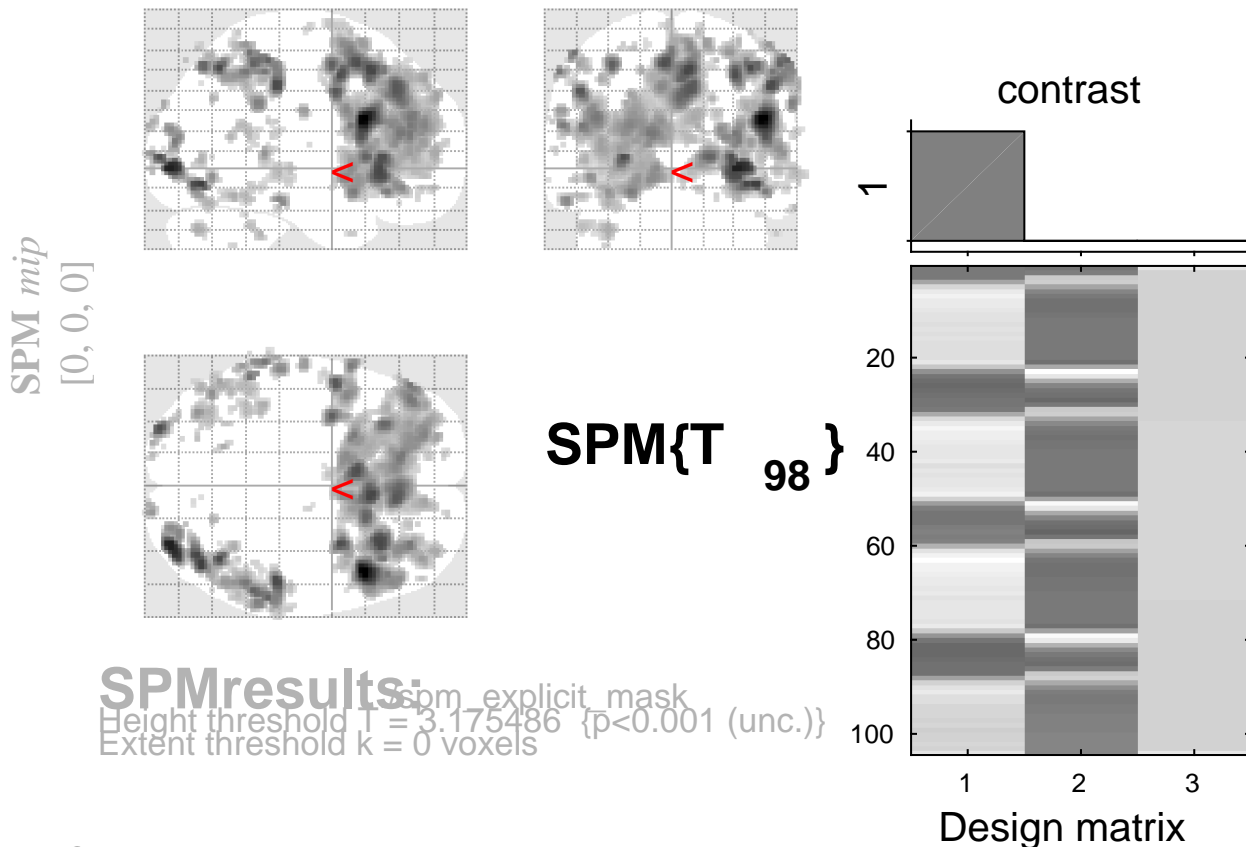 SPM mip
[0, 0, 0]
<
<
<
SPM{T 98 }
contrast
1
20
40
60
80
100
1 2 3
Design matrix
SPMresults: ./spm_explicit_mask
Height threshold T = 3.175486 {p<0.001 (unc.)}
Extent threshold k = 0 voxels